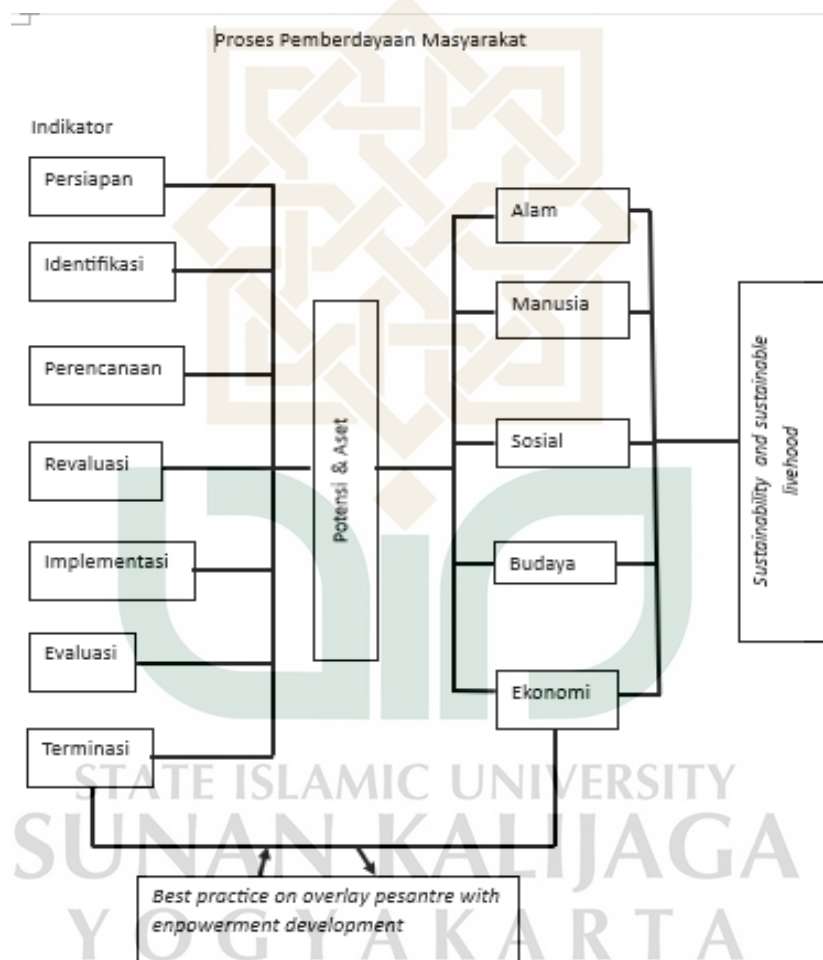 Proses Pemberdayaan Masyarakat
Indikator
Persiapan
Identifikasi
Perencanaan
Revaluasi
Implementasi
Evaluasi
Terminasi
Potensi & Aset
Alam
Manusia
Sosial
Budaya
Ekonomi
Sustainability and sustainable
livehood
Best practice on overlay pesantre with
enpowerment development
STATE ISLAMIC UNIVERSITY
SUNAN KALIJAGA
YOGYAKARTA